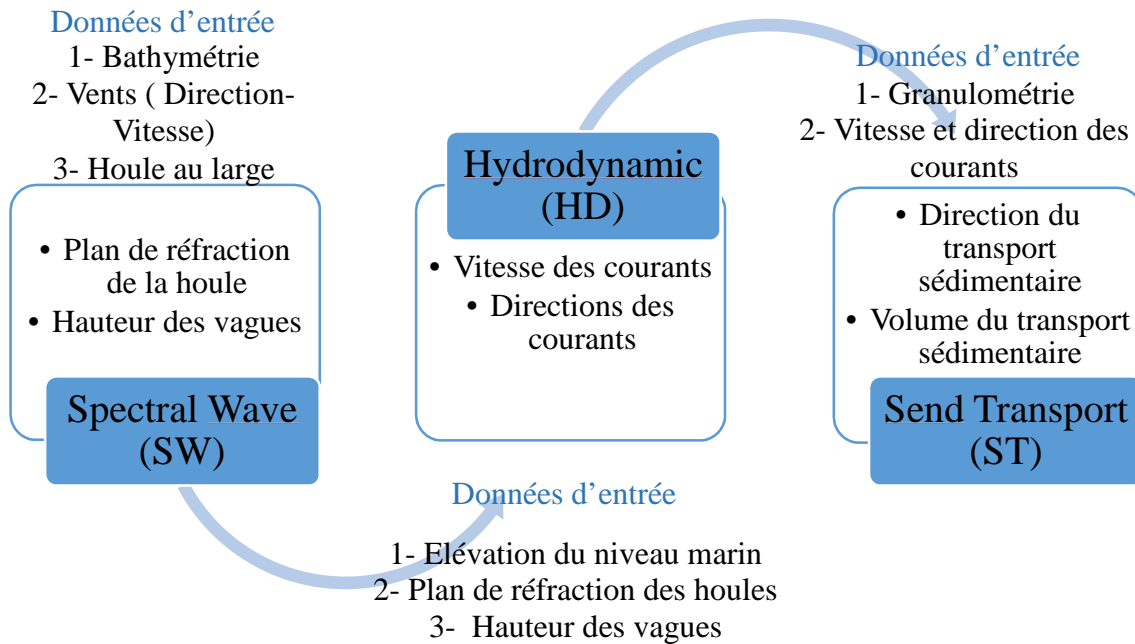 Données d'entrée
1- Bathymétrie
2- Vents ( Direction-
Vitesse)
3- Houle au large
• Plan de réfraction
de la houle
• Hauteur des vagues
Spectral Wave
(SW)
Hydrodynamic
(HD)
• Vitesse des courants
• Directions des
courants
Données d'entrée
1- Elévation du niveau marin
2- Plan de réfraction des houles
3- Hauteur des vagues
Données d'entrée
1- Granulométrie
2- Vitesse et direction des
courants
• Direction du
transport
sédimentaire
• Volume du transport
sédimentaire
Send Transport
(ST)